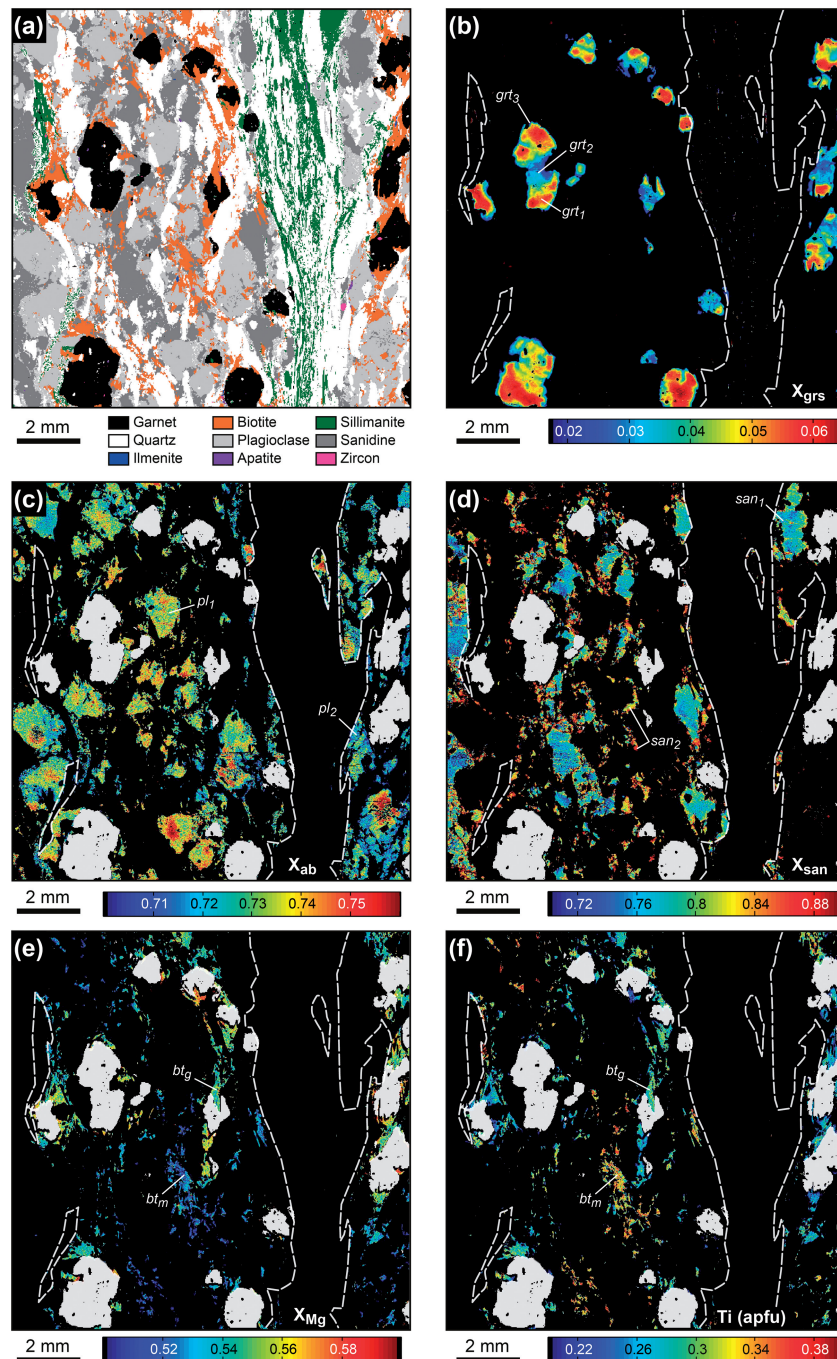 (a)
2 mm
Garnet
Biotite
Sillimanite
Quartz
Plagioclase
Sanidine
Ilmenite
Apatite
Zircon
(b)
grt3
grt2
grt1
Xgrs
2 mm
0.02 0.03 0.04 0.05 0.06
(c)
pl1
pl2
Xab
2 mm
0.71 0.72 0.73 0.74 0.75
(d)
san1
san2
Xsan
2 mm
0.72 0.76 0.8 0.84 0.88
(e)
btg
btm
XMg
2 mm
0.52 0.54 0.56 0.58
(f)
btg
btm
Ti (apfu)
2 mm
0.22 0.26 0.3 0.34 0.38